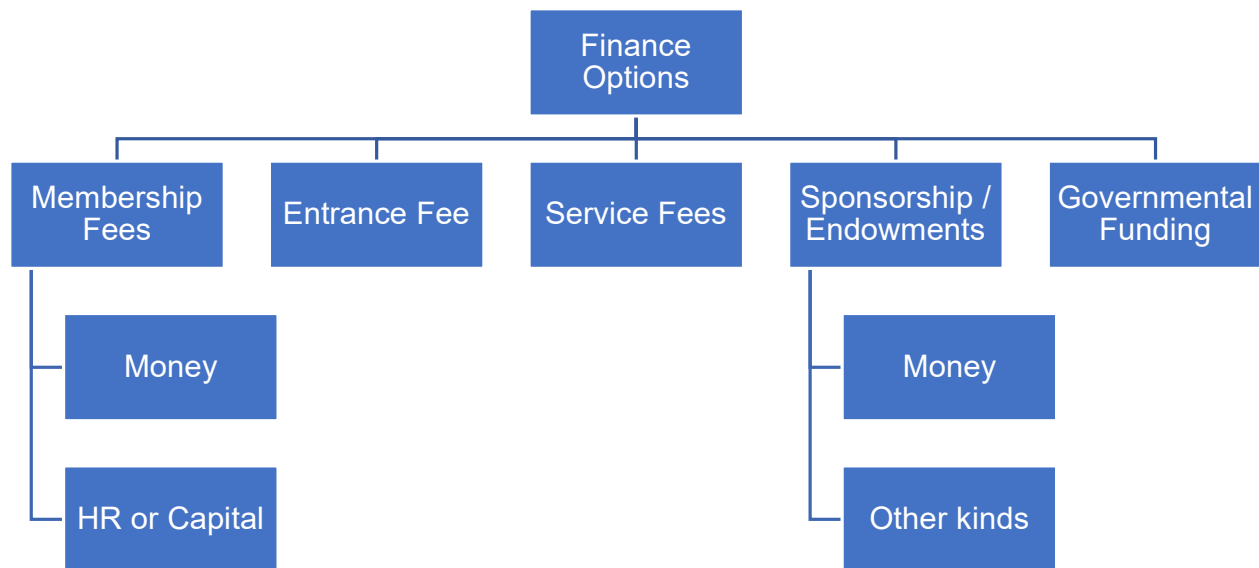 Finance
Options
Membership
Fees
Entrance Fee
Service Fees
Sponsorship /
Endowments
Governmental
Funding
Money
Money
HR or Capital
Other kinds